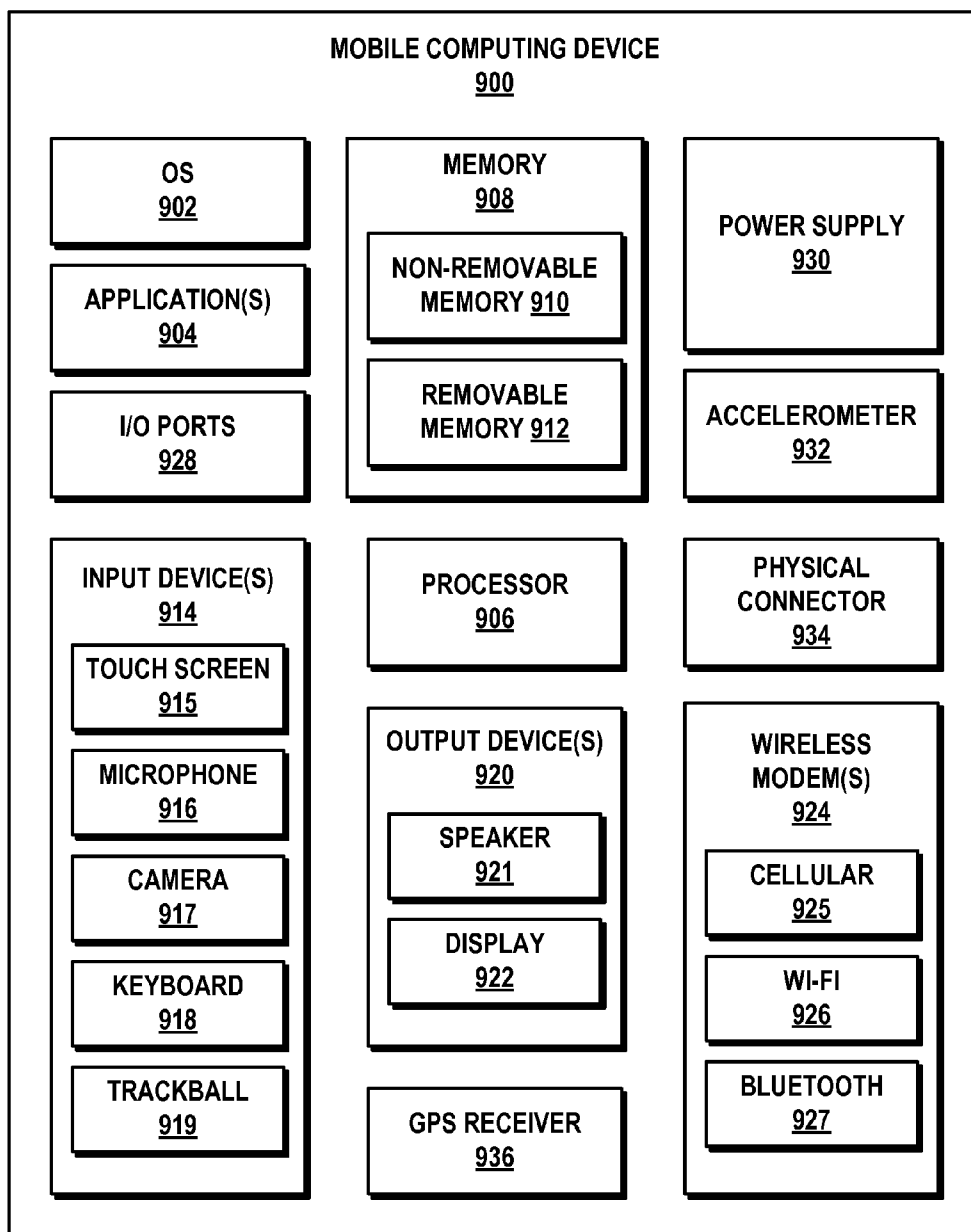 MOBILE COMPUTING DEVICE
900
OS
902
APPLICATION(S)
904
I/O PORTS
928
MEMORY
908
NON-REMOVABLE
MEMORY 910
REMOVABLE
MEMORY 912
POWER SUPPLY
930
ACCELEROMETER
932
INPUT DEVICE(S)
914
TOUCH SCREEN
915
MICROPHONE
916
CAMERA
917
KEYBOARD
918
TRACKBALL
919
PROCESSOR
906
OUTPUT DEVICE(S)
920
SPEAKER
921
DISPLAY
922
GPS RECEIVER
936
PHYSICAL
CONNECTOR
934
WIRELESS
MODEM(S)
924
CELLULAR
925
WI-FI
926
BLUETOOTH
927